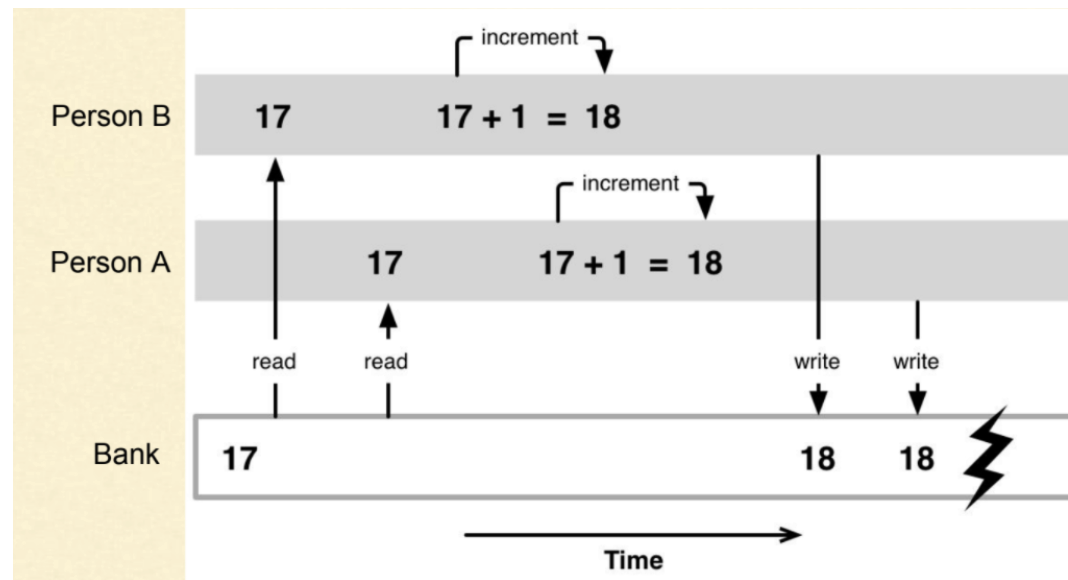 increment
Person B 17 17 + 1 = 18
increment
Person A 17 17 + 1 = 18
read read write write
Bank 17 18 18
Time